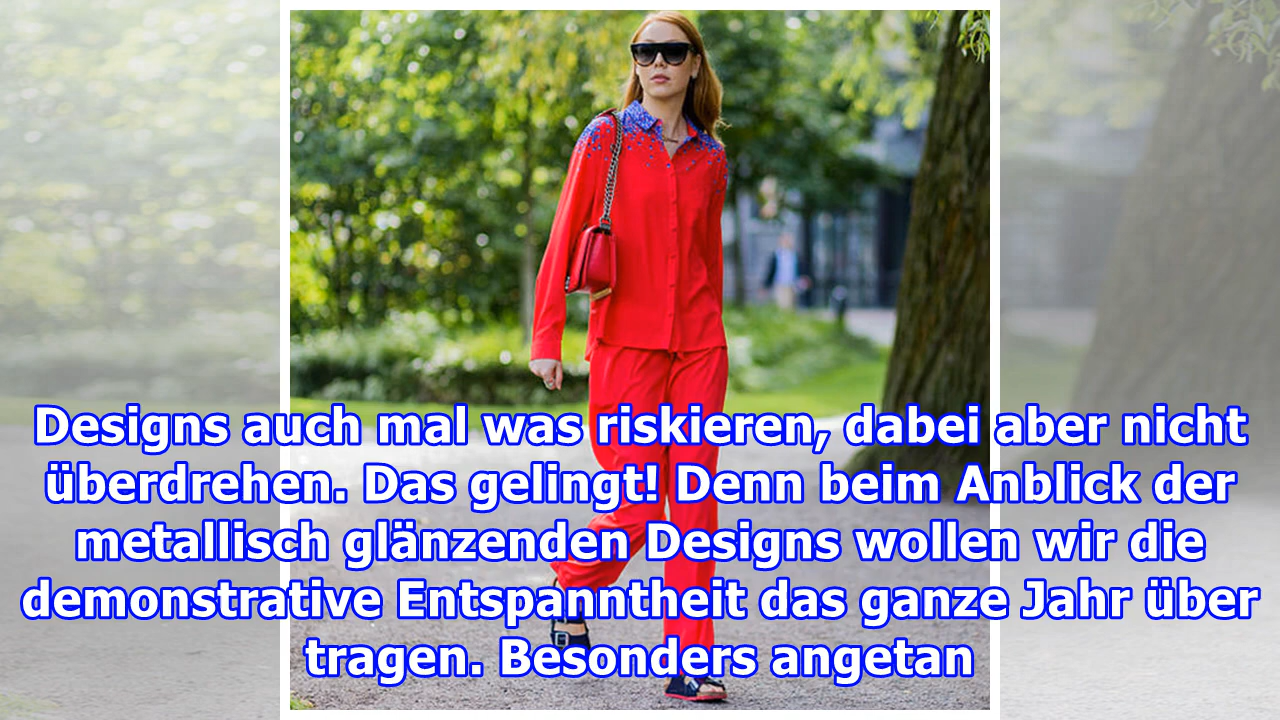 Designs auch mal was riskieren, dabei aber nicht
überdrehen. Das gelingt! Denn beim Anblick der
metallisch glänzenden Designs wollen wir die
demonstrative Entspanntheit das ganze Jahr über
tragen. Besonders angetan